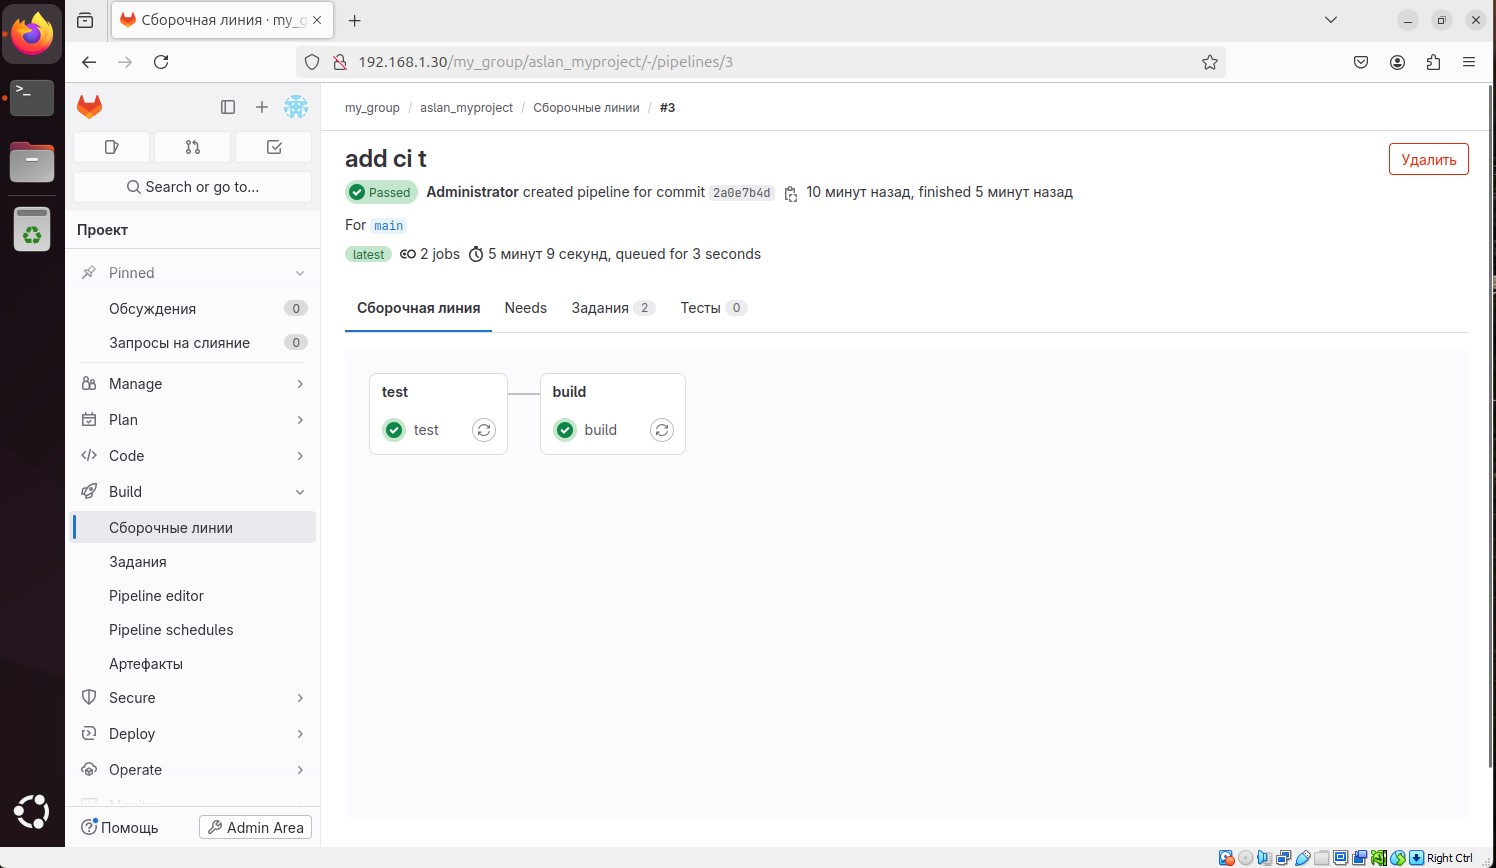 Сборочная линия · my_g
192.168.1.30/my_group/aslan_myproject/-/pipelines/3
my_group / aslan_myproject / Сборочные линии / #3
Search or go to...
Проект
Pinned
Обсуждения 0
Запросы на слияние 0
Manage
Plan
Code
Build
Сборочные линии
Задания
Pipeline editor
Pipeline schedules
Артефакты
Secure
Deploy
Operate
Monitor
Помощь
Admin Area
add ci t
Удалить
Passed Administrator created pipeline for commit 2a0e7b4d 10 минут назад, finished 5 минут назад
For main
latest 2 jobs 5 минут 9 секунд, queued for 3 seconds
Сборочная линия Needs Задания 2 Тесты 0
test
test
build
build
Right Ctrl